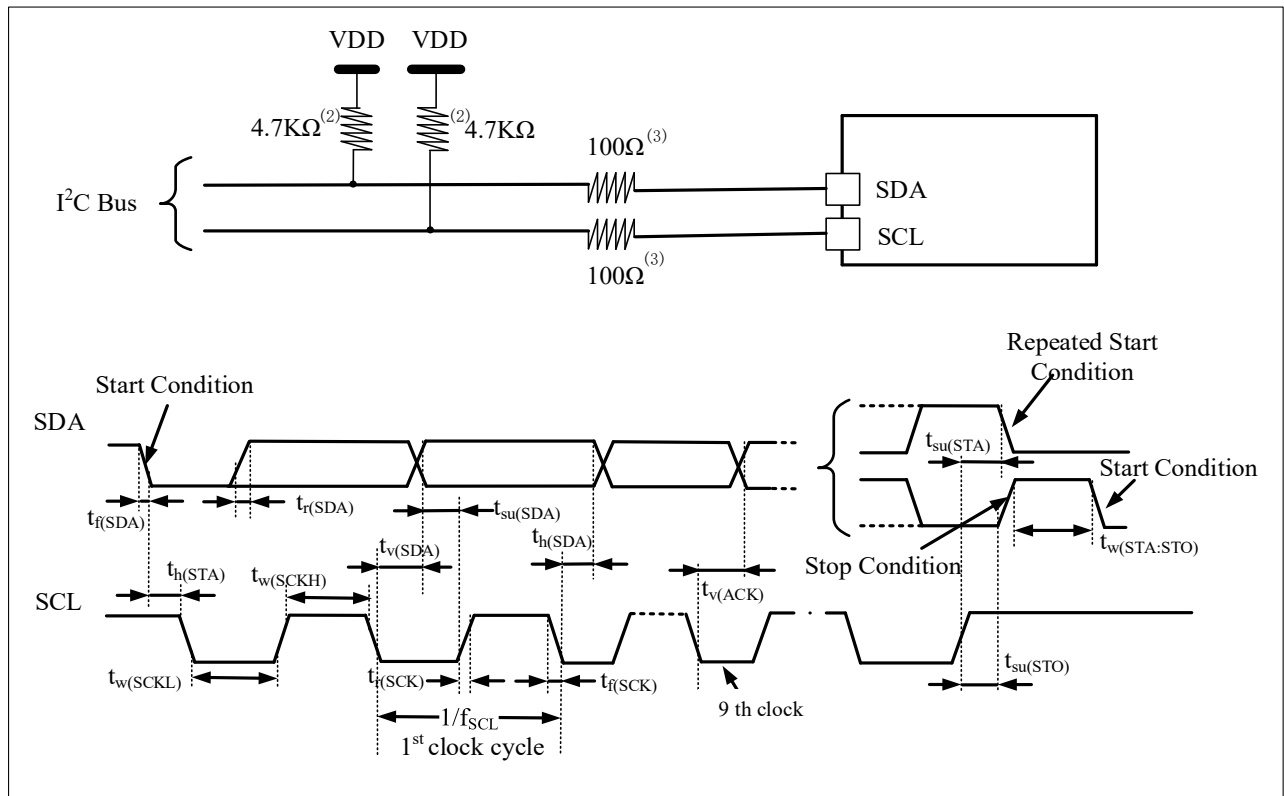 VDD VDD
4.7KΩ(2) (2)4.7KΩ
100Ω(3)
I2C Bus
SDA
SCL
100Ω(3)
Repeated Start
Condition
Start Condition
SDA
tsu(STA)
Start Condition
tf(SDA)
tr(SDA)
tsu(SDA)
tv(SDA)
th(SDA)
tw(STA:STO)
Stop Condition
th(STA)
tw(SCKH)
tv(ACK)
SCL
tw(SCKL)
tr(SCK)
tf(SCK)
tsu(STO)
9 th clock
1/fSCL
1st clock cycle